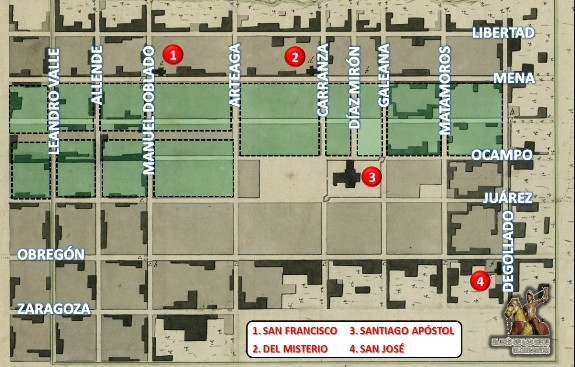 LIBERTAD
1
2
MENA
LEANDRO VALLE
ALLENDE
MANUEL DOBLADO
ARTEAGA
CARRANZA
DÍAZ MIRÓN
GALEANA
MATAMOROS
OCAMPO
3
JUÁREZ
DEGOLLADO
OBREGÓN
4
ZARAGOZA
1. SAN FRANCISCO 3. SANTIAGO APÓSTOL
2. DEL MISTERIO 4. SAN JOSÉ